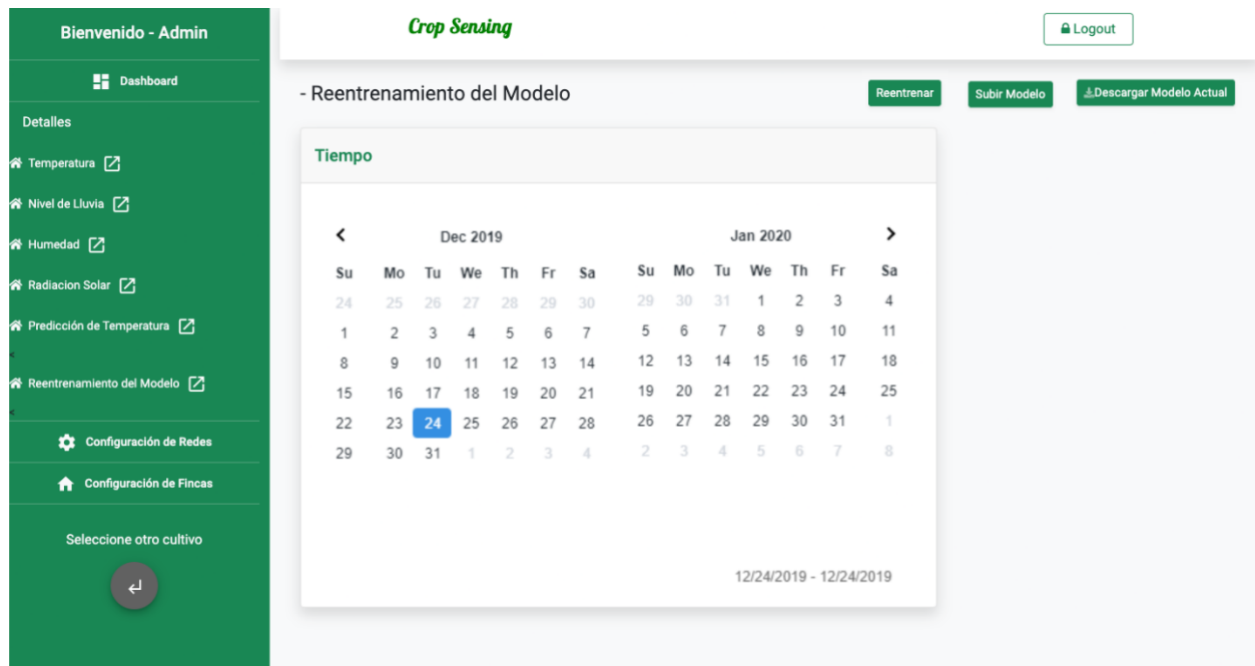 Bienvenido - Admin
Dashboard
Detalles
Temperatura
Nivel de Lluvia
Humedad
Radiacion Solar
Predicción de Temperatura
<
Reentrenamiento del Modelo
<
Configuración de Redes
Configuración de Fincas
Seleccione otro cultivo
Crop Sensing
Logout
- Reentrenamiento del Modelo
Reentrenar
Subir Modelo
Descargar Modelo Actual
Tiempo
Dec 2019
Su Mo Tu We Th Fr Sa
24 25 26 27 28 29 30
1 2 3 4 5 6 7
8 9 10 11 12 13 14
15 16 17 18 19 20 21
22 23 24 25 26 27 28
29 30 31 1 2 3 4
Jan 2020
Su Mo Tu We Th Fr Sa
29 30 31 1 2 3 4
5 6 7 8 9 10 11
12 13 14 15 16 17 18
19 20 21 22 23 24 25
26 27 28 29 30 31 1
2 3 4 5 6 7 8
12/24/2019 - 12/24/2019